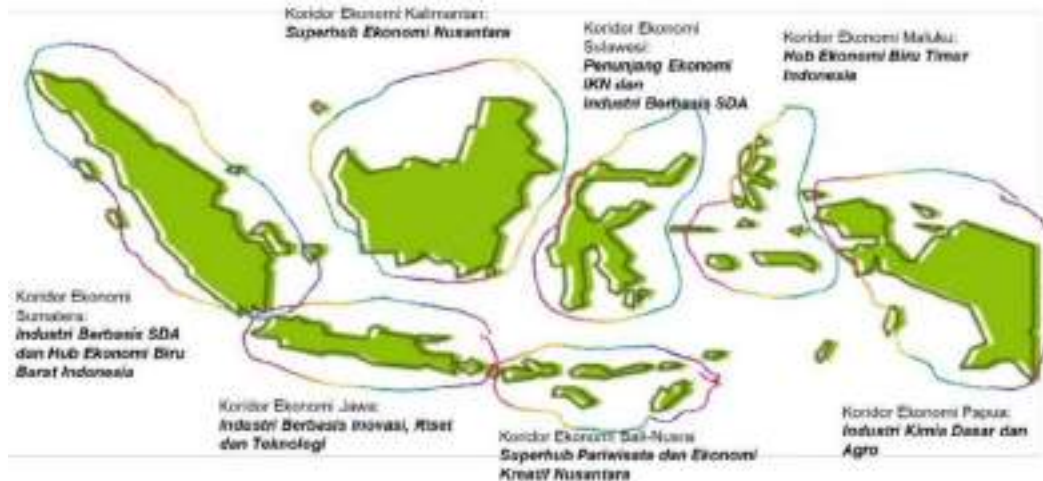 Koridor Ekonomi Kalimantan:
Superhub Ekonomi Nusantara
Koridor Ekonomi
Sulawesi:
Penunjang Ekonomi
IKN dan
Industri Berbasis SDA
Koridor Ekonomi Maluku:
Hub Ekonomi Biru Timur
Indonesia
Koridor Ekonomi
Sumatera:
Industri Berbasis SDA
dan Hub Ekonomi Biru
Barat Indonesia
Koridor Ekonomi Jawa:
Industri Berbasis Inovasi, Riset
dan Teknologi
Koridor Ekonomi Bali-Nusra
Superhub Pariwisata dan Ekonomi
Kreatif Nusantara
Koridor Ekonomi Papua:
Industri Kimia Dasar dan
Agro